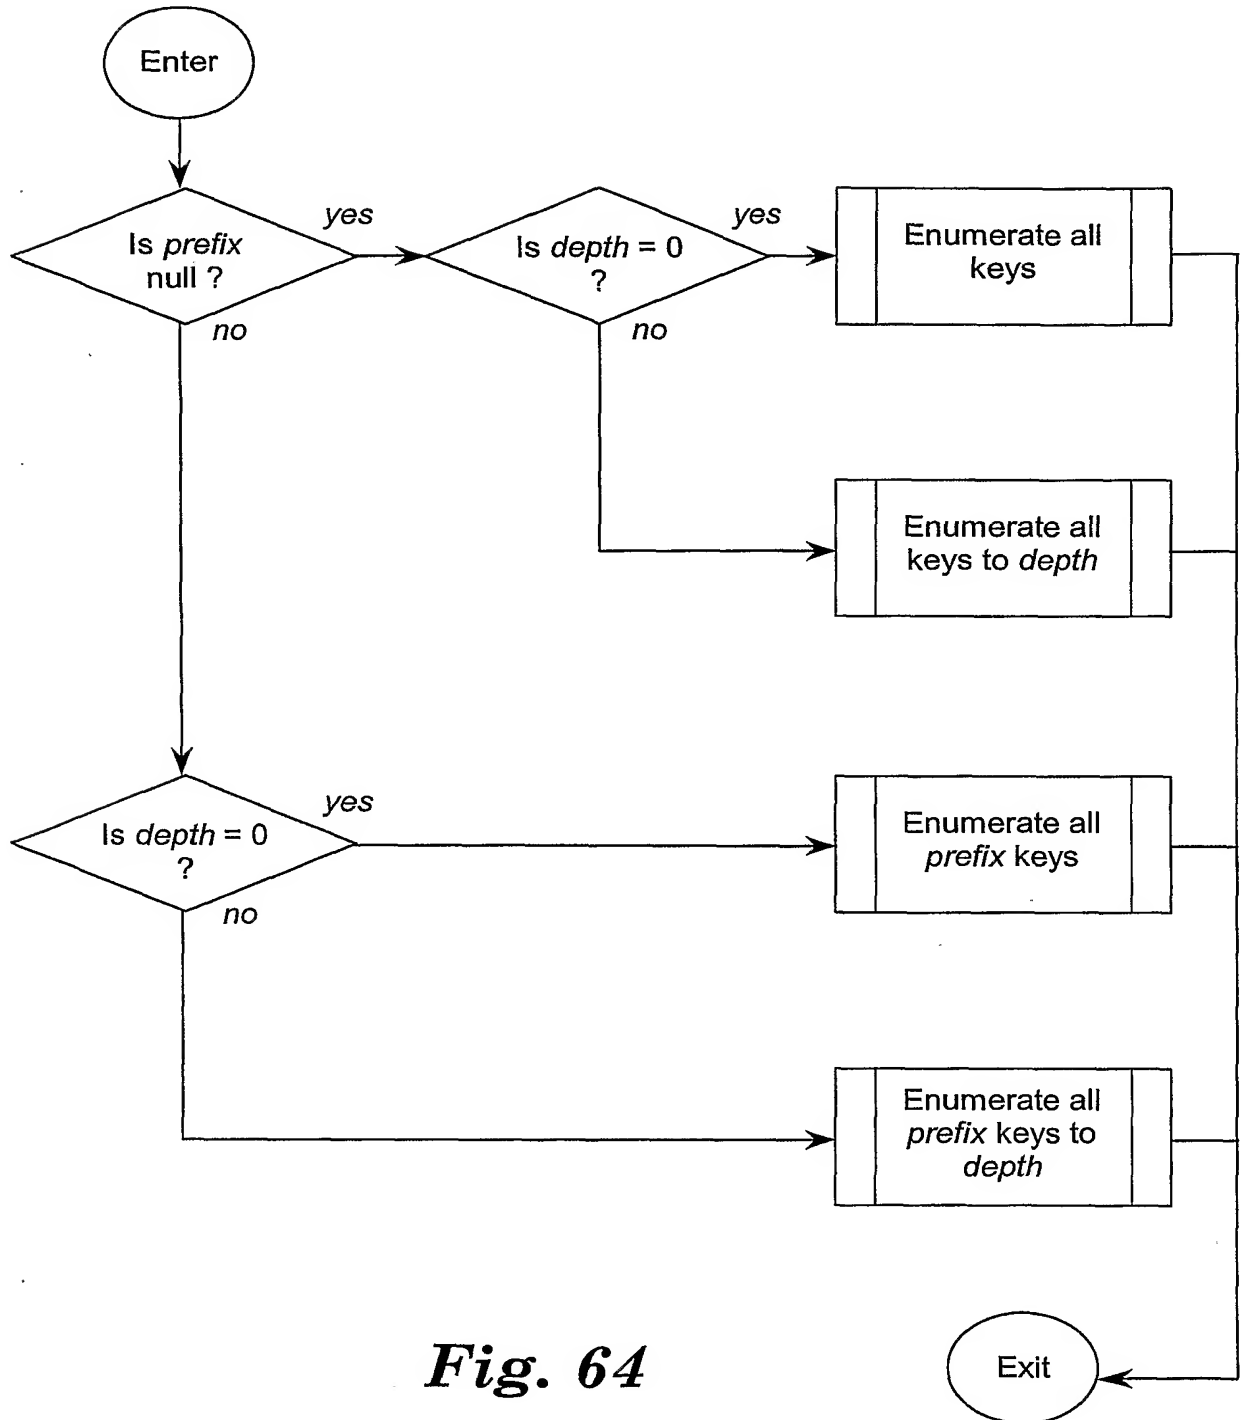 Enter
Is prefix
null ?
yes
no
Is depth = 0
?
yes
no
Enumerate all
keys
Enumerate all
keys to depth
Is depth = 0
?
yes
no
Enumerate all
prefix keys
Enumerate all
prefix keys to
depth
Exit
Fig. 64